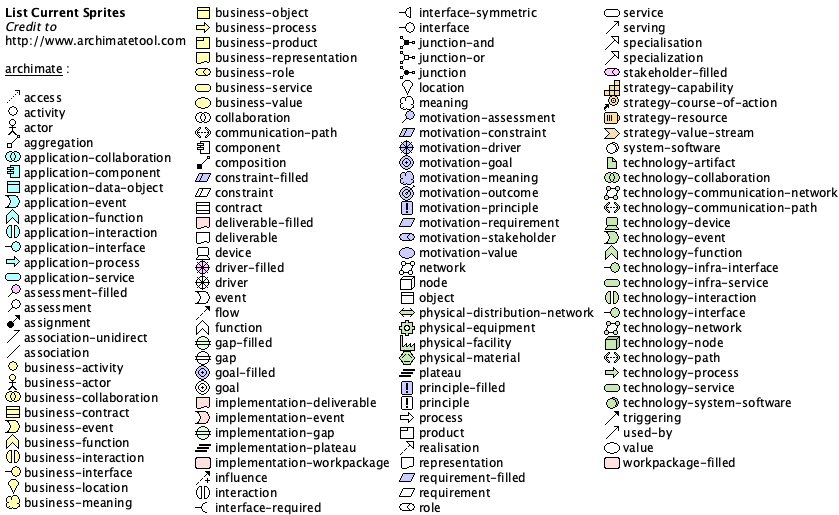 List Current Sprites
Credit to
http://www.archimatetool.com
archimate :
access
activity
actor
aggregation
application-collaboration
application-component
application-data-object
application-event
application-function
application-interaction
application-interface
application-process
application-service
assessment-filled
assessment
assignment
association-unidirect
association
business-activity
business-actor
business-collaboration
business-contract
business-event
business-function
business-interaction
business-interface
business-location
business-meaning
business-object
business-process
business-product
business-representation
business-role
business-service
business-value
collaboration
communication-path
component
composition
constraint-filled
constraint
contract
deliverable-filled
deliverable
device
driver-filled
driver
event
flow
function
gap-filled
gap
goal-filled
goal
implementation-deliverable
implementation-event
implementation-gap
implementation-plateau
implementation-workpackage
influence
interaction
interface-required
interface-symmetric
interface
junction-and
junction-or
junction
location
meaning
motivation-assessment
motivation-constraint
motivation-driver
motivation-goal
motivation-meaning
motivation-outcome
motivation-principle
motivation-requirement
motivation-stakeholder
motivation-value
network
node
object
physical-distribution-network
physical-equipment
physical-facility
physical-material
plateau
principle-filled
principle
process
product
realisation
representation
requirement-filled
requirement
role
service
serving
specialisation
specialization
stakeholder-filled
strategy-capability
strategy-course-of-action
strategy-resource
strategy-value-stream
system-software
technology-artifact
technology-collaboration
technology-communication-network
technology-communication-path
technology-device
technology-event
technology-function
technology-infra-interface
technology-infra-service
technology-interaction
technology-interface
technology-network
technology-node
technology-path
technology-process
technology-service
technology-system-software
triggering
used-by
value
workpackage-filled